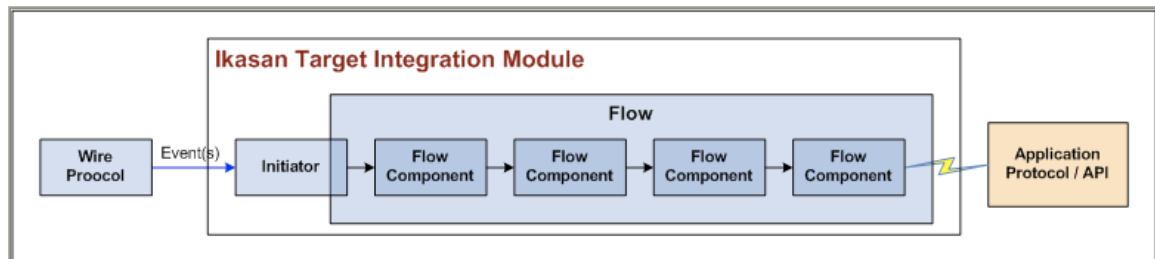 Ikasan Target Integration Module
Flow
Wire
Proocol
Event(s)
Initiator
Flow
Component
Flow
Component
Flow
Component
Flow
Component
Application
Protocol / API